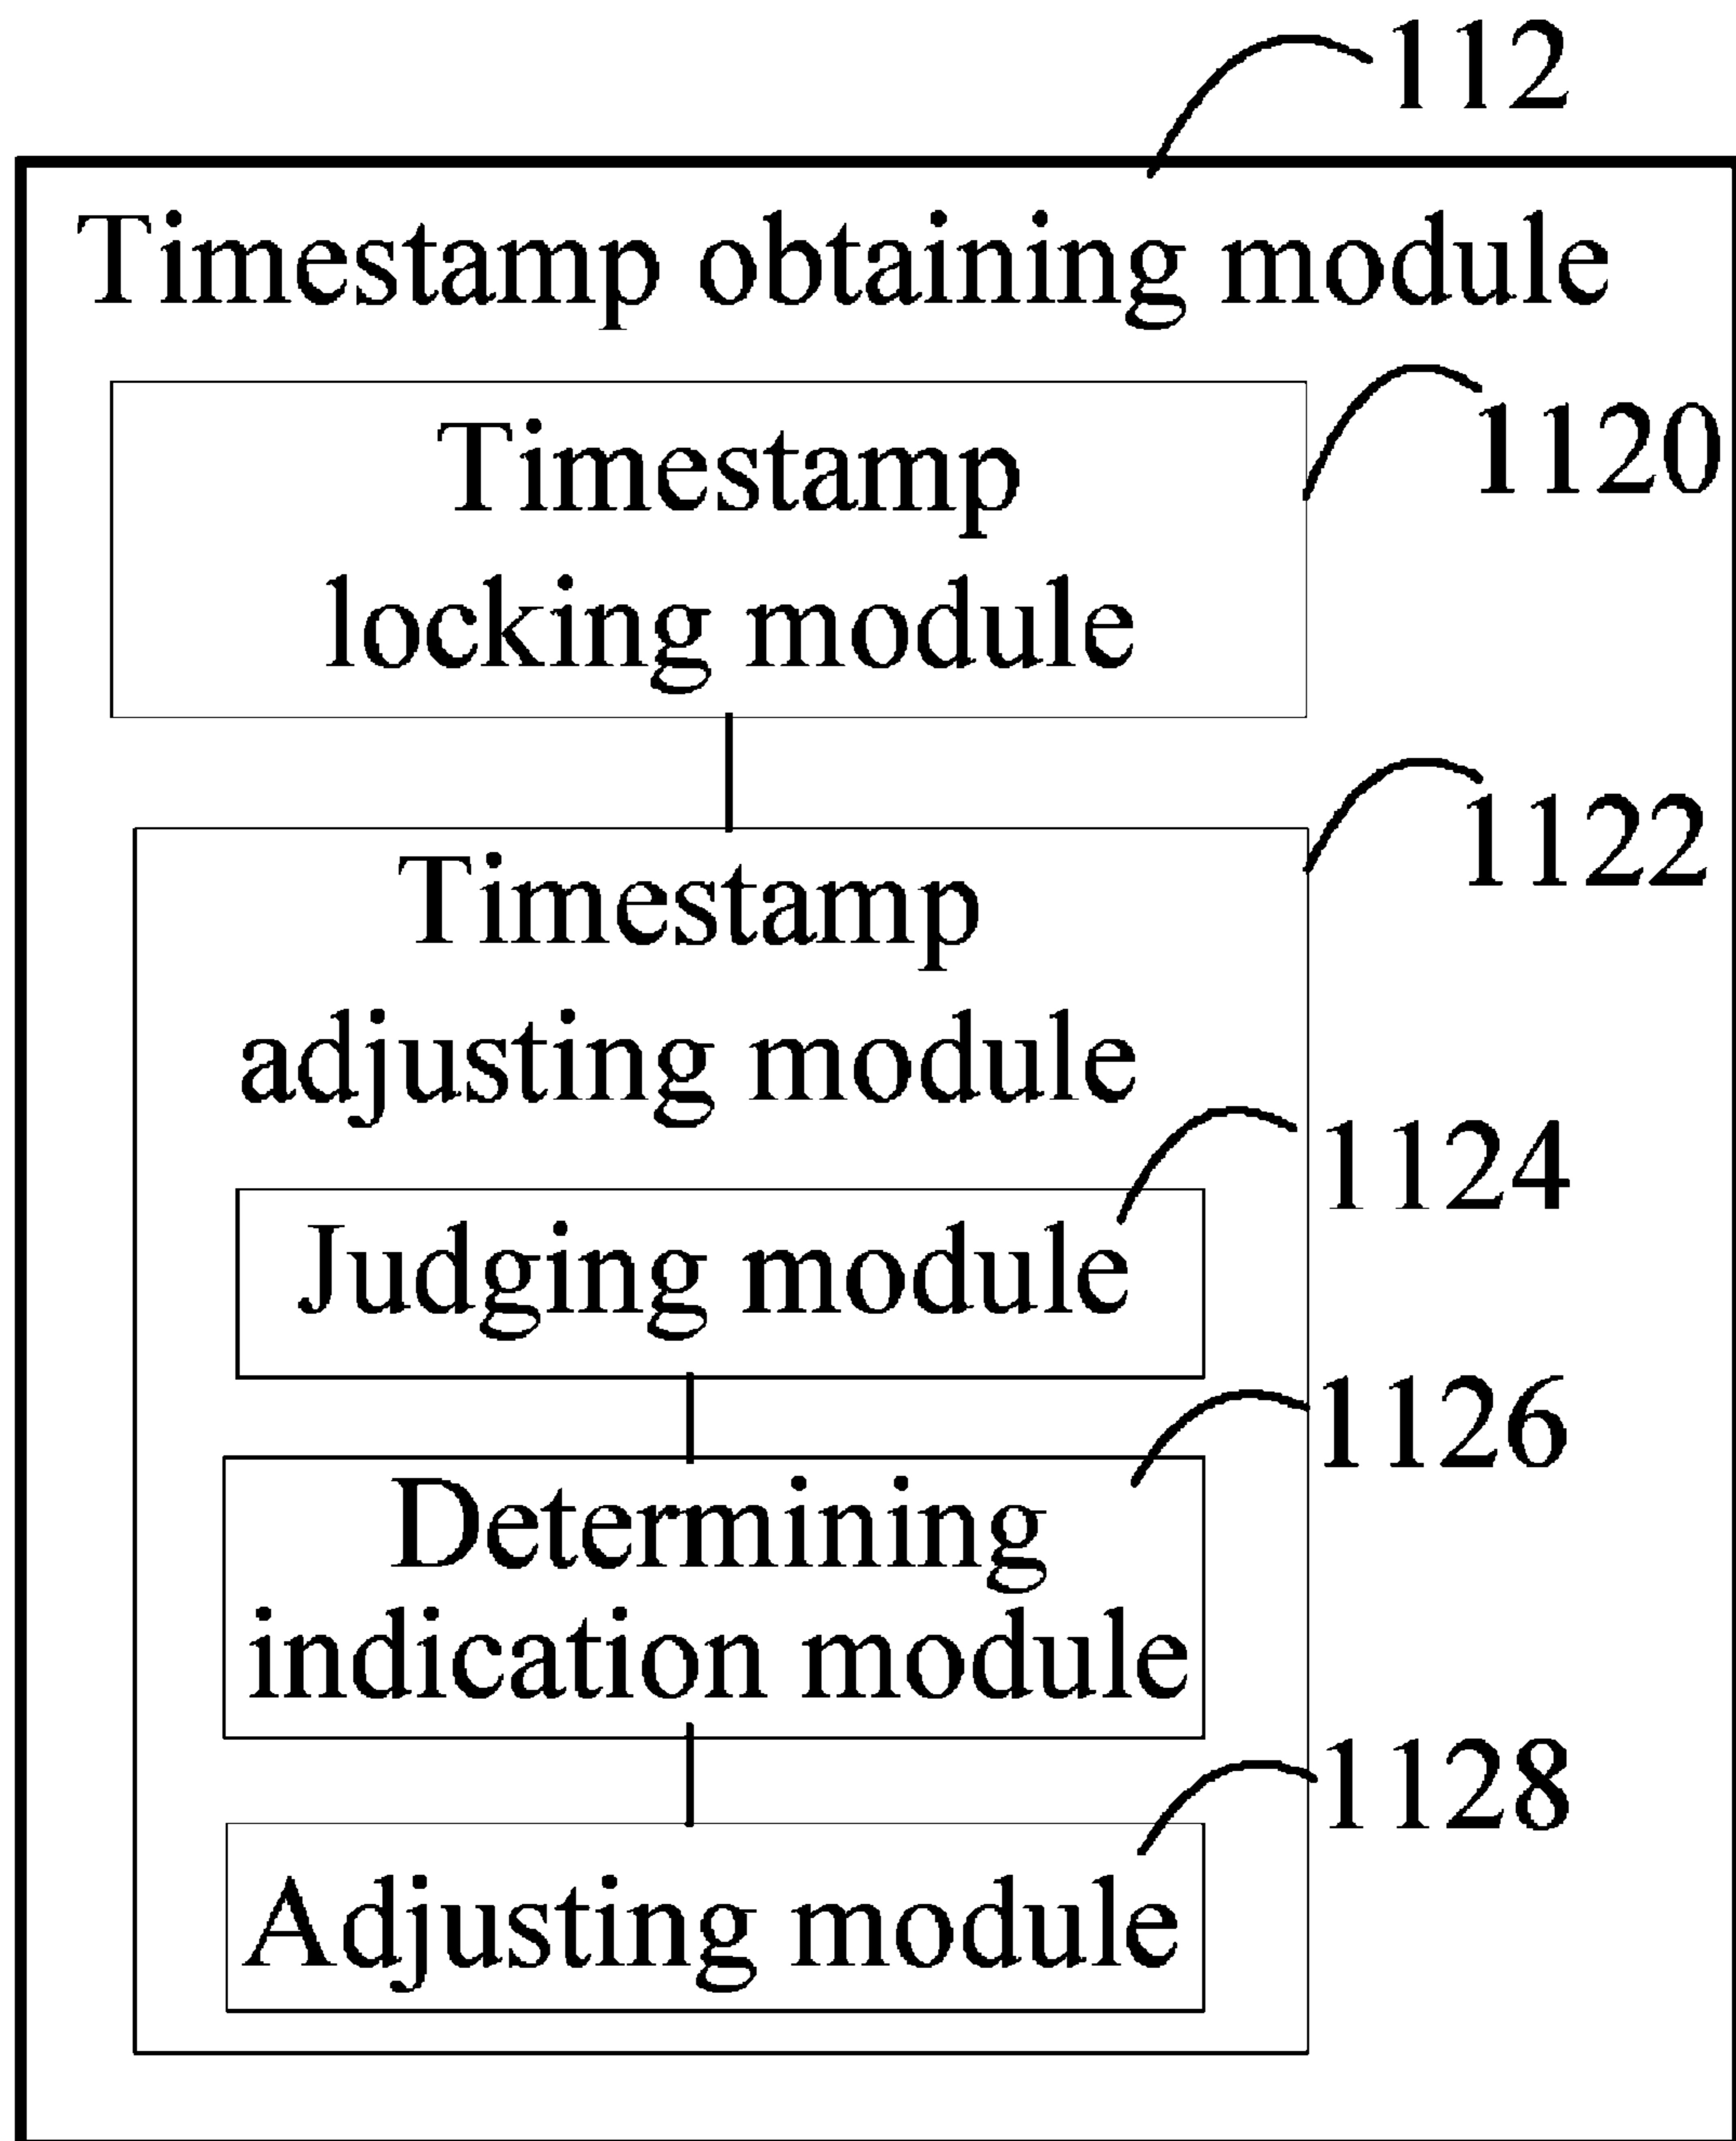 112
Timestamp obtaining module
1120
Timestamp
locking module
1122
Timestamp
adjusting module
1124
Judging module
1126
Determining
indication module
1128
Adjusting module